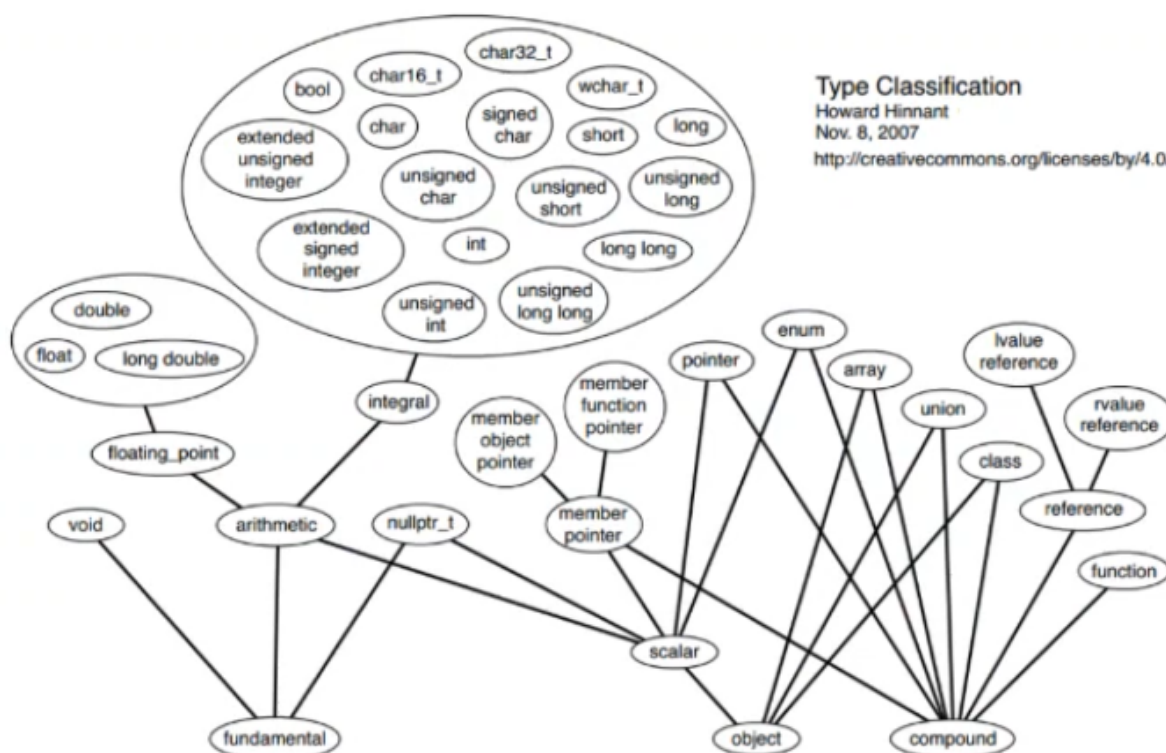 Type Classification
Howard Hinnant
Nov. 8, 2007
http://creativecommons.org/licenses/by/4.0/
char32_t
char16_t
bool
wchar_t
char
signed
char
short
long
extended
unsigned
integer
unsigned
char
unsigned
short
unsigned
long
extended
signed
integer
int
long long
unsigned
int
unsigned
long long
double
float
long double
integral
floating_point
member
object
pointer
member
function
pointer
pointer
enum
array
union
class
lvalue
reference
rvalue
reference
reference
function
void
arithmetic
nullptr_t
member
pointer
scalar
fundamental
object
compound